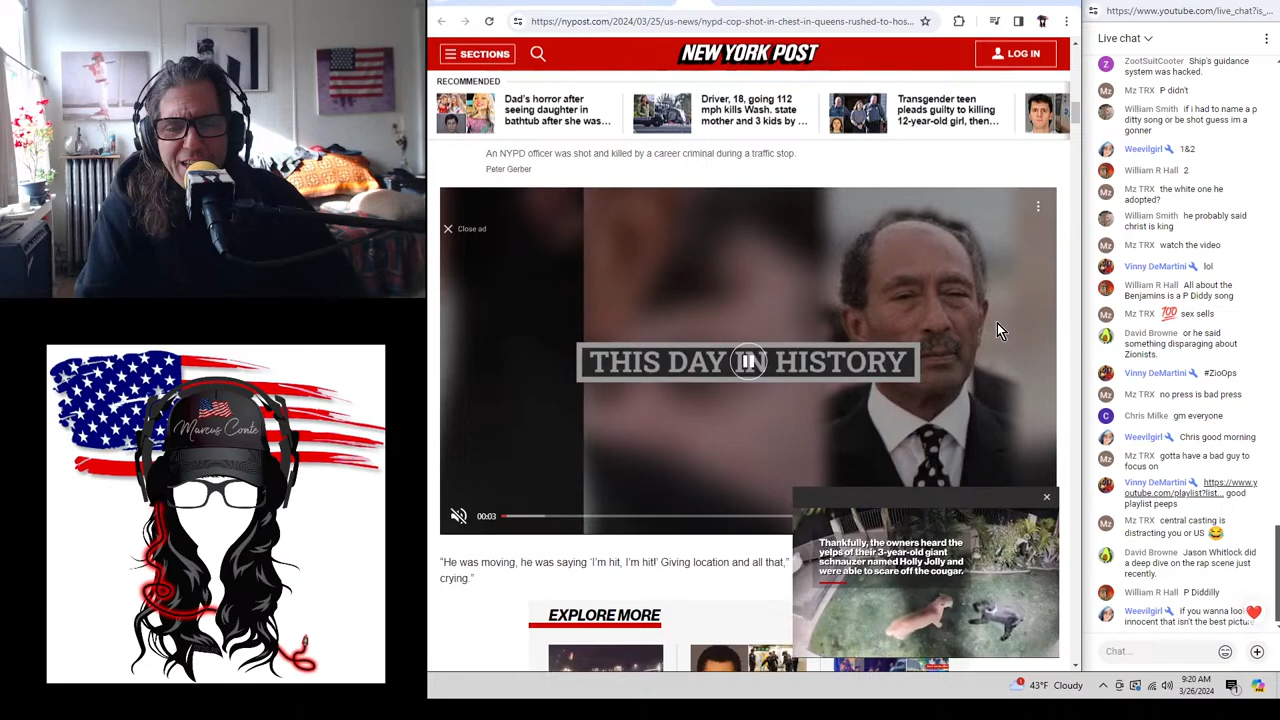 https://nypost.com/2024/03/25/us-news/nypd-cop-shot-in-chest-in-queens-rushed-to-hos...
SECTIONS
NEW YORK POST
LOG IN
RECOMMENDED
Dad's horror after
seeing daughter in
bathtub after she was...
Driver, 18, going 112
mph kills Wash. state
mother and 3 kids by ...
Transgender teen
pleads guilty to killing
12-year-old girl, then...
An NYPD officer was shot and killed by a career criminal during a traffic stop.
Peter Gerber
Close ad
THIS DAY IN HISTORY
00:03
Thankfully, the owners heard the
yelps of their 3-year-old giant
schnauzer named Holly Jolly and
were able to scare off the cougar.
“He was moving, he was saying ‘I’m hit, I’m hit!’ Giving location and all that,”
crying.”
EXPLORE MORE
Marcus Conte
https://www.youtube.com/live_chat?is_...
Live chat
ZootSuitCooter Ship's guidance
system was hacked.
Mz TRX P didn't
William Smith if i had to name a p
ditty song or be shot guess im a
gonner
Weevilgirl 1&2
William R Hall 2
Mz TRX the white one he
adopted?
William Smith he probably said
christ is king
Mz TRX watch the video
Vinny DeMartini lol
William R Hall All about the
Benjamins is a P Diddy song
Mz TRX 💯 sex sells
David Browne or he said
something disparaging about
Zionists.
Vinny DeMartini #ZioOps
Mz TRX no press is bad press
Chris Milke gm everyone
Weevilgirl Chris good morning
Mz TRX gotta have a bad guy to
focus on
Vinny DeMartini https://www.y
outube.com/playlist?list... good
playlist peeps
Mz TRX central casting is
distracting you or US 😂
David Browne Jason Whitlock did
a deep dive on the rap scene just
recently.
William R Hall P Diddilly
Weevilgirl if you wanna loo
innocent that isn't the best picture
Chat...
43°F Cloudy
9:20 AM
3/26/2024